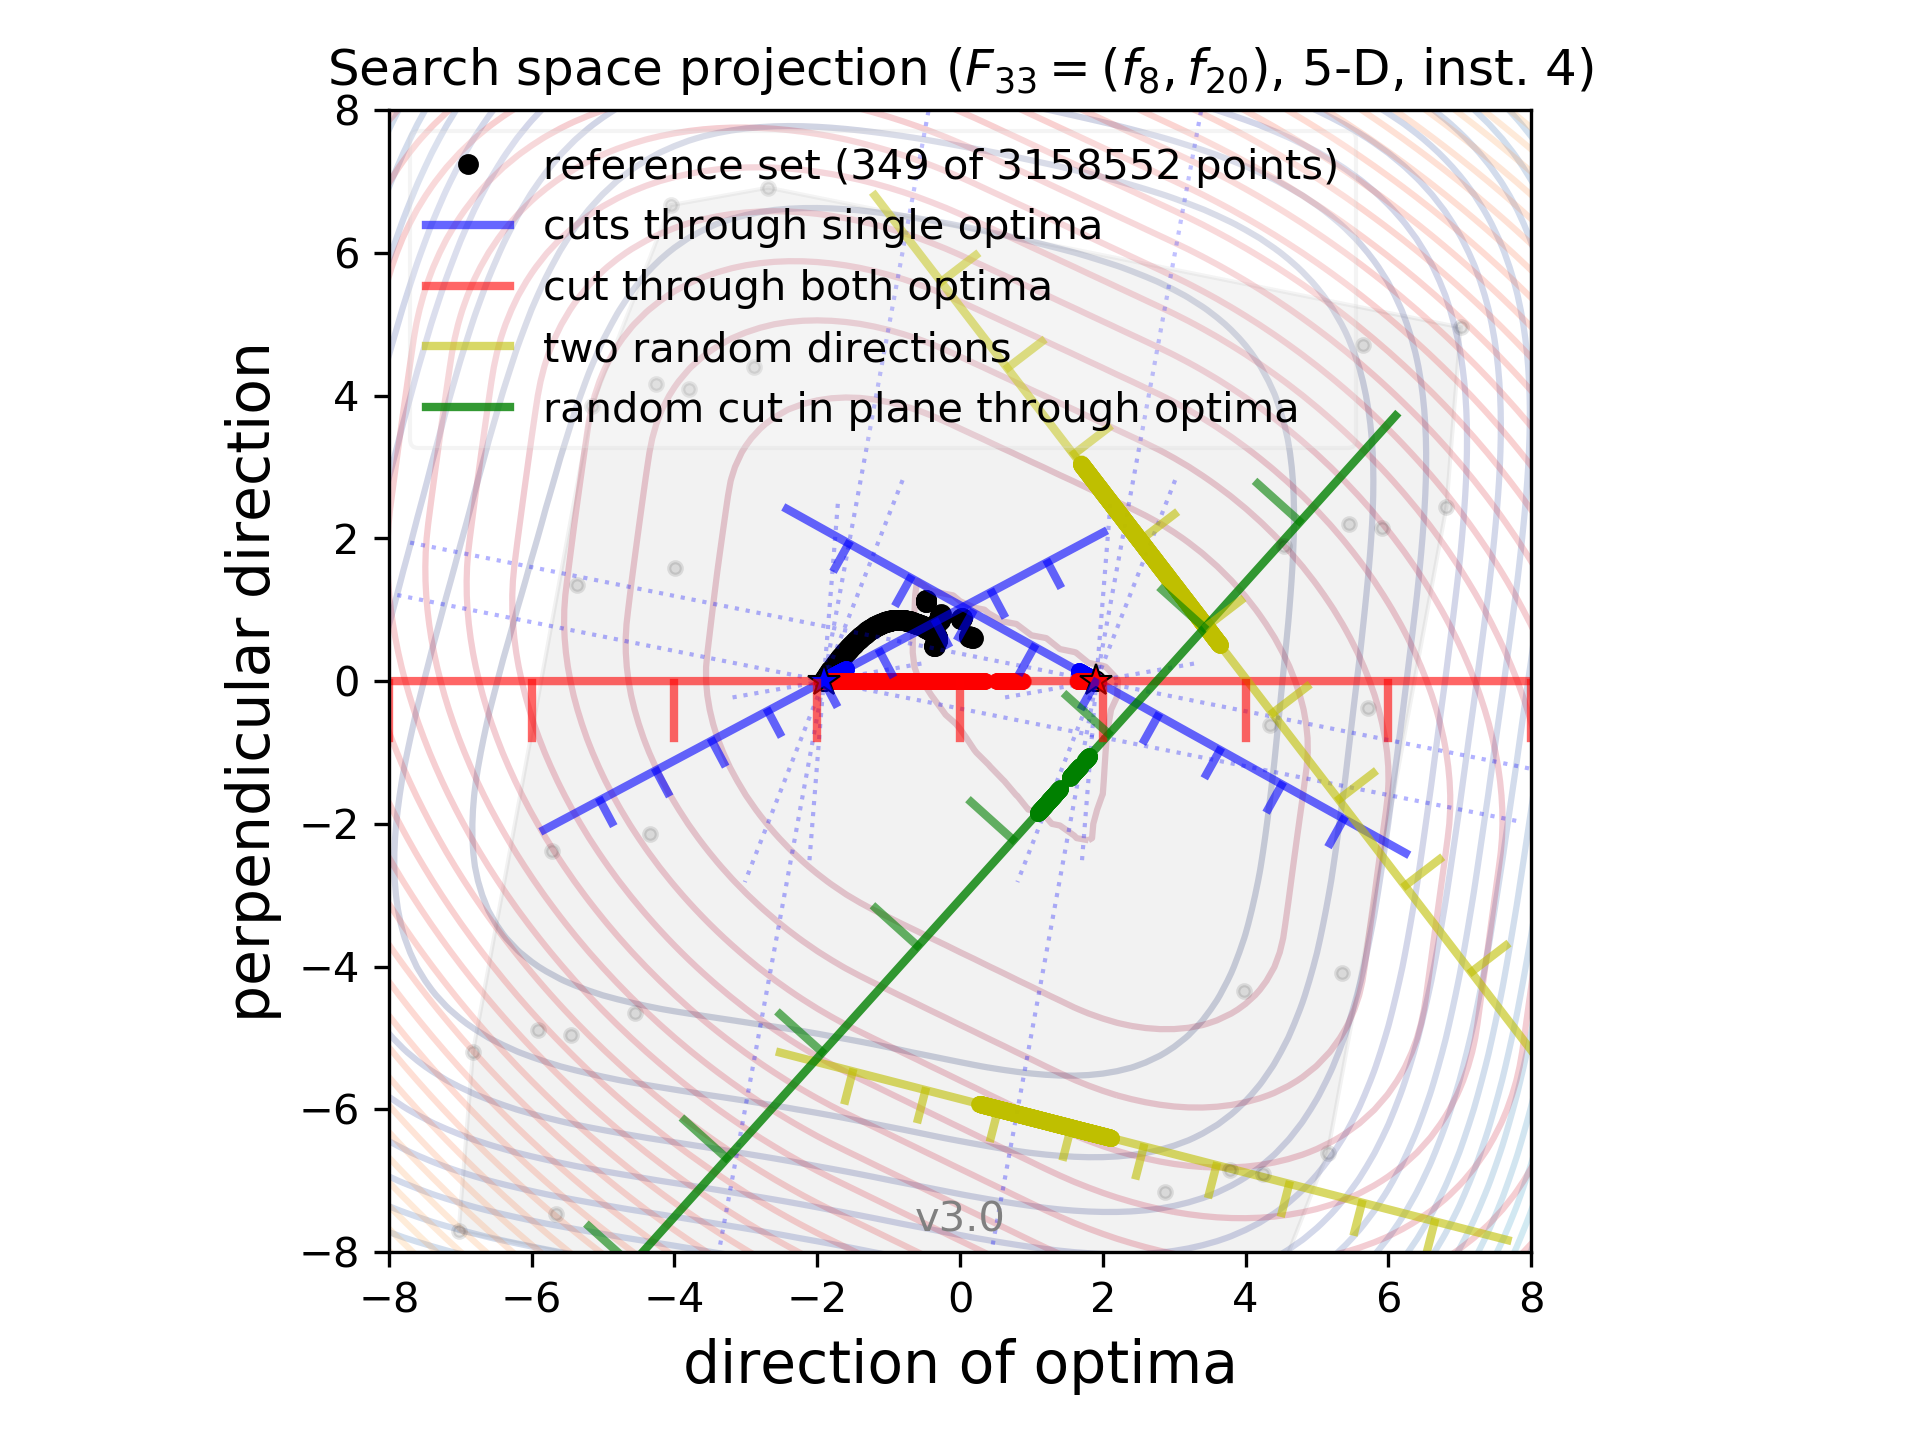 Search space projection (F33 = (f8, f20), 5-D, inst. 4)
reference set (349 of 3158552 points)
cuts through single optima
cut through both optima
two random directions
random cut in plane through optima
perpendicular direction
8
6
4
2
0
−2
−4
−6
−8
v3.0
−8 −6 −4 −2 0 2 4 6 8
direction of optima